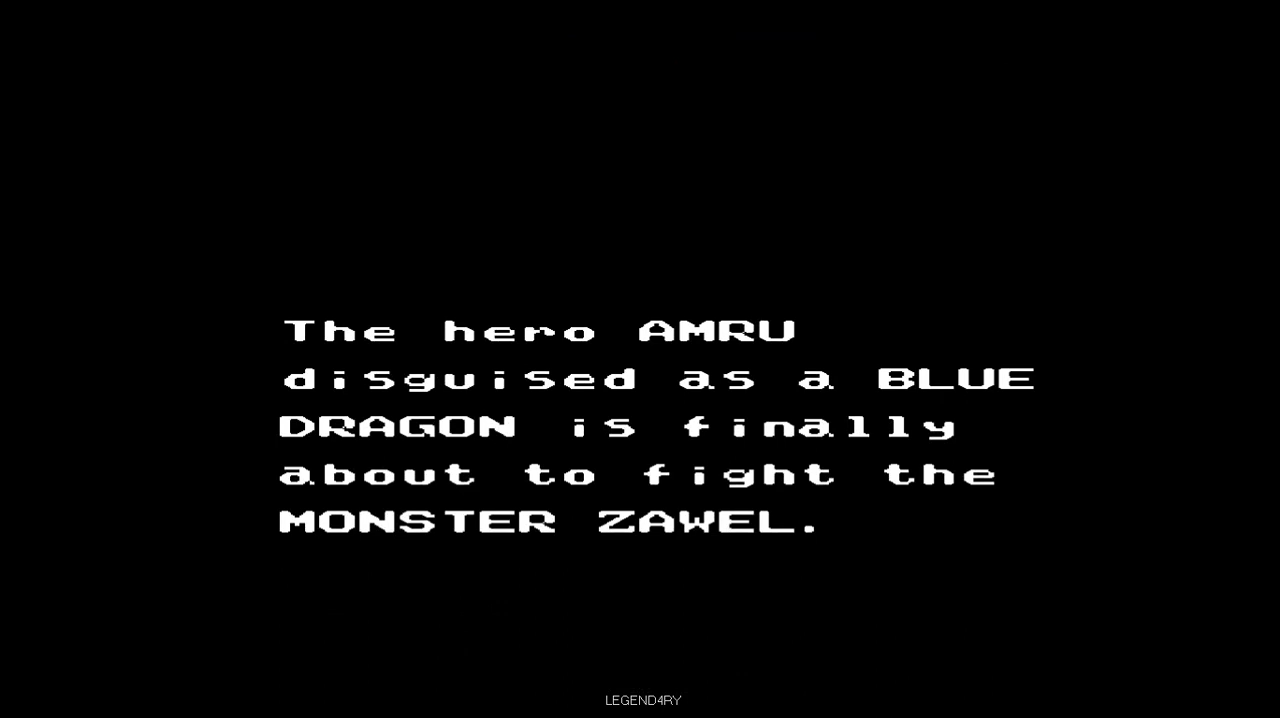 The hero AMRU
disguised as a BLUE
DRAGON is finally
about to fight the
MONSTER ZAWEL.
LEGEND4RY